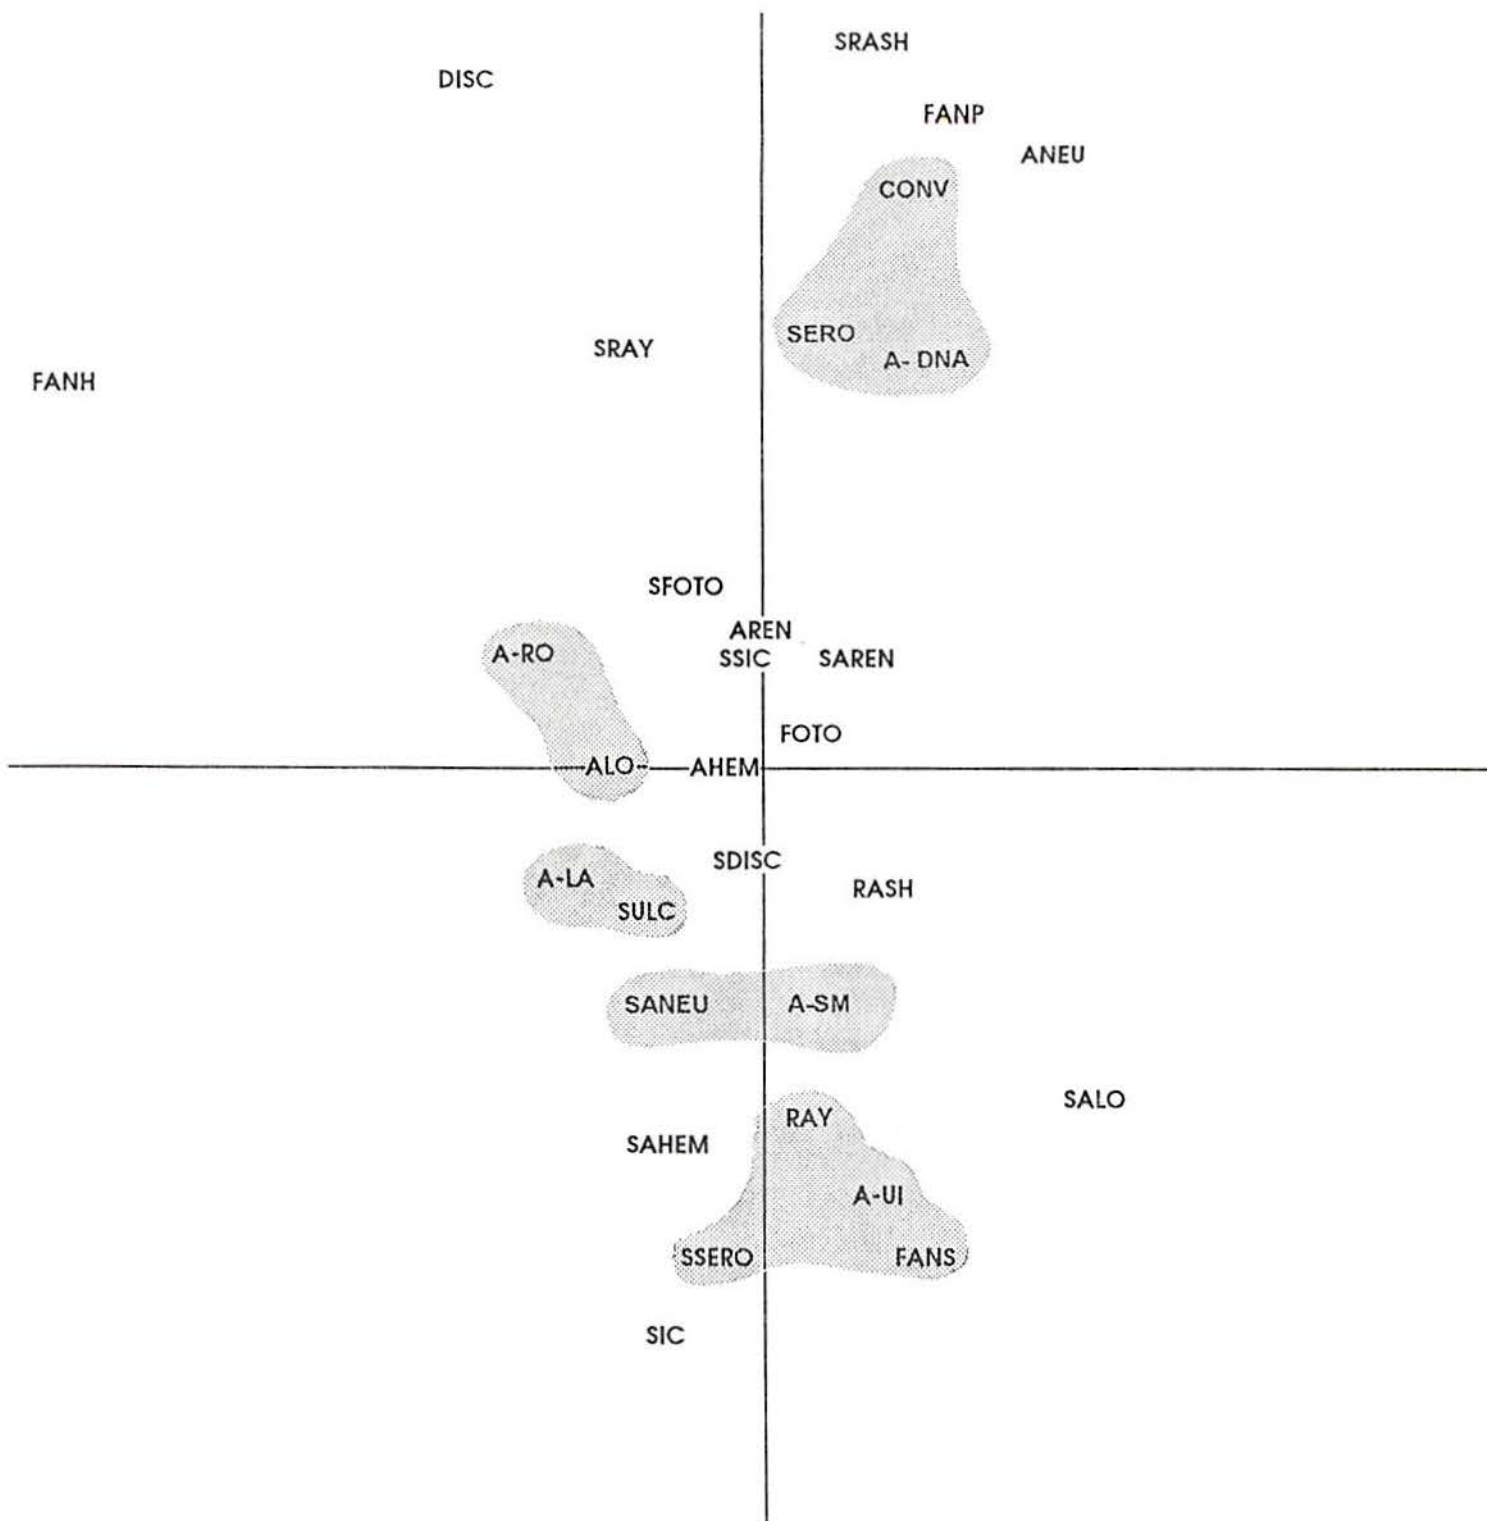 SRASH
DISC
FANP
ANEU
CONV
SERO
SRAY
A- DNA
FANH
SFOTO
AREN
A-RO
SSIC
SAREN
FOTO
ALO
AHEM
SDISC
A-LA
RASH
SULC
SANEU
A-SM
SALO
RAY
SAHEM
A-UI
SSERO
FANS
SIC